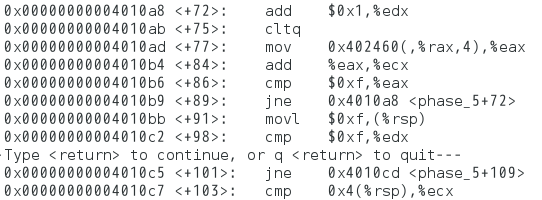 0x00000000004010a8 <+72>: add $0x1,%edx
0x00000000004010ab <+75>: cltq
0x00000000004010ad <+77>: mov 0x402460(,%rax,4),%eax
0x00000000004010b4 <+84>: add %eax,%ecx
0x00000000004010b6 <+86>: cmp $0xf,%eax
0x00000000004010b9 <+89>: jne 0x4010a8 <phase_5+72>
0x00000000004010bb <+91>: movl $0xf,(%rsp)
0x00000000004010c2 <+98>: cmp $0xf,%edx
-Type <return> to continue, or q <return> to quit---
0x00000000004010c5 <+101>: jne 0x4010cd <phase_5+109>
0x00000000004010c7 <+103>: cmp 0x4(%rsp),%ecx